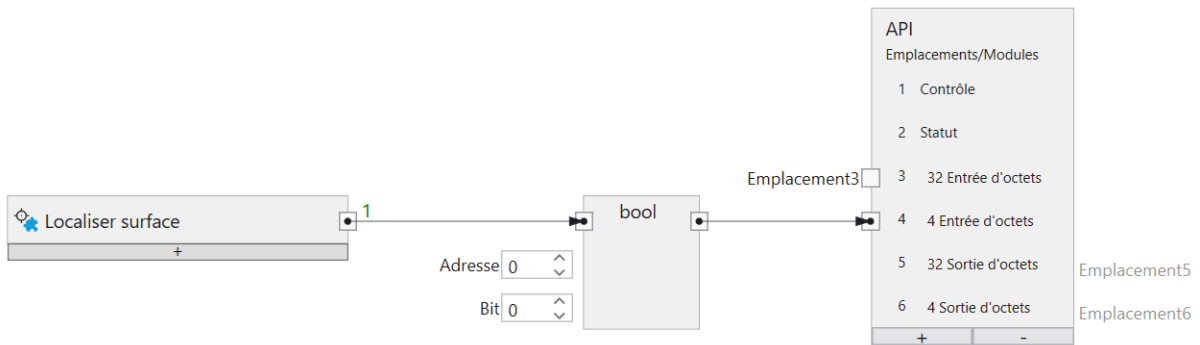 API
Emplacements/Modules
1 Contrôle
2 Statut
Emplacement3 3 32 Entrée d'octets
Localiser surface 1 bool 4 4 Entrée d'octets
+
Adresse 0 5 32 Sortie d'octets Emplacement5
Bit 0 6 4 Sortie d'octets Emplacement6
+ -